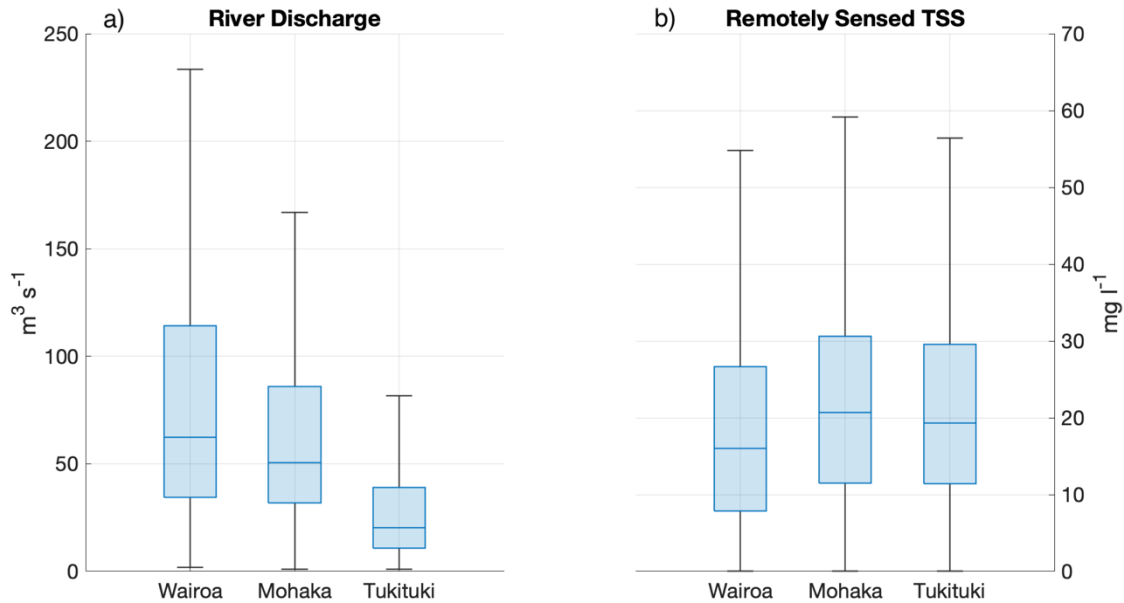 a) River Discharge
250
200
150
100
50
0
m³ s⁻¹
Wairoa Mohaka Tukituki
b) Remotely Sensed TSS
70
60
50
40
30
20
10
0
mg l⁻¹
Wairoa Mohaka Tukituki